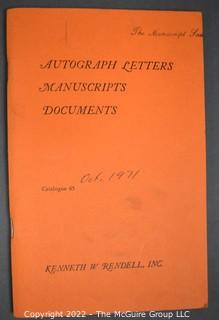 The Manuscript
AUTOGRAPH LETTERS
MANUSCRIPTS
DOCUMENTS
Oct. 1971
Catalogue 65
KENNETH W. RENDELL, INC.
Copyright 2022 - The McGuire Group LLC